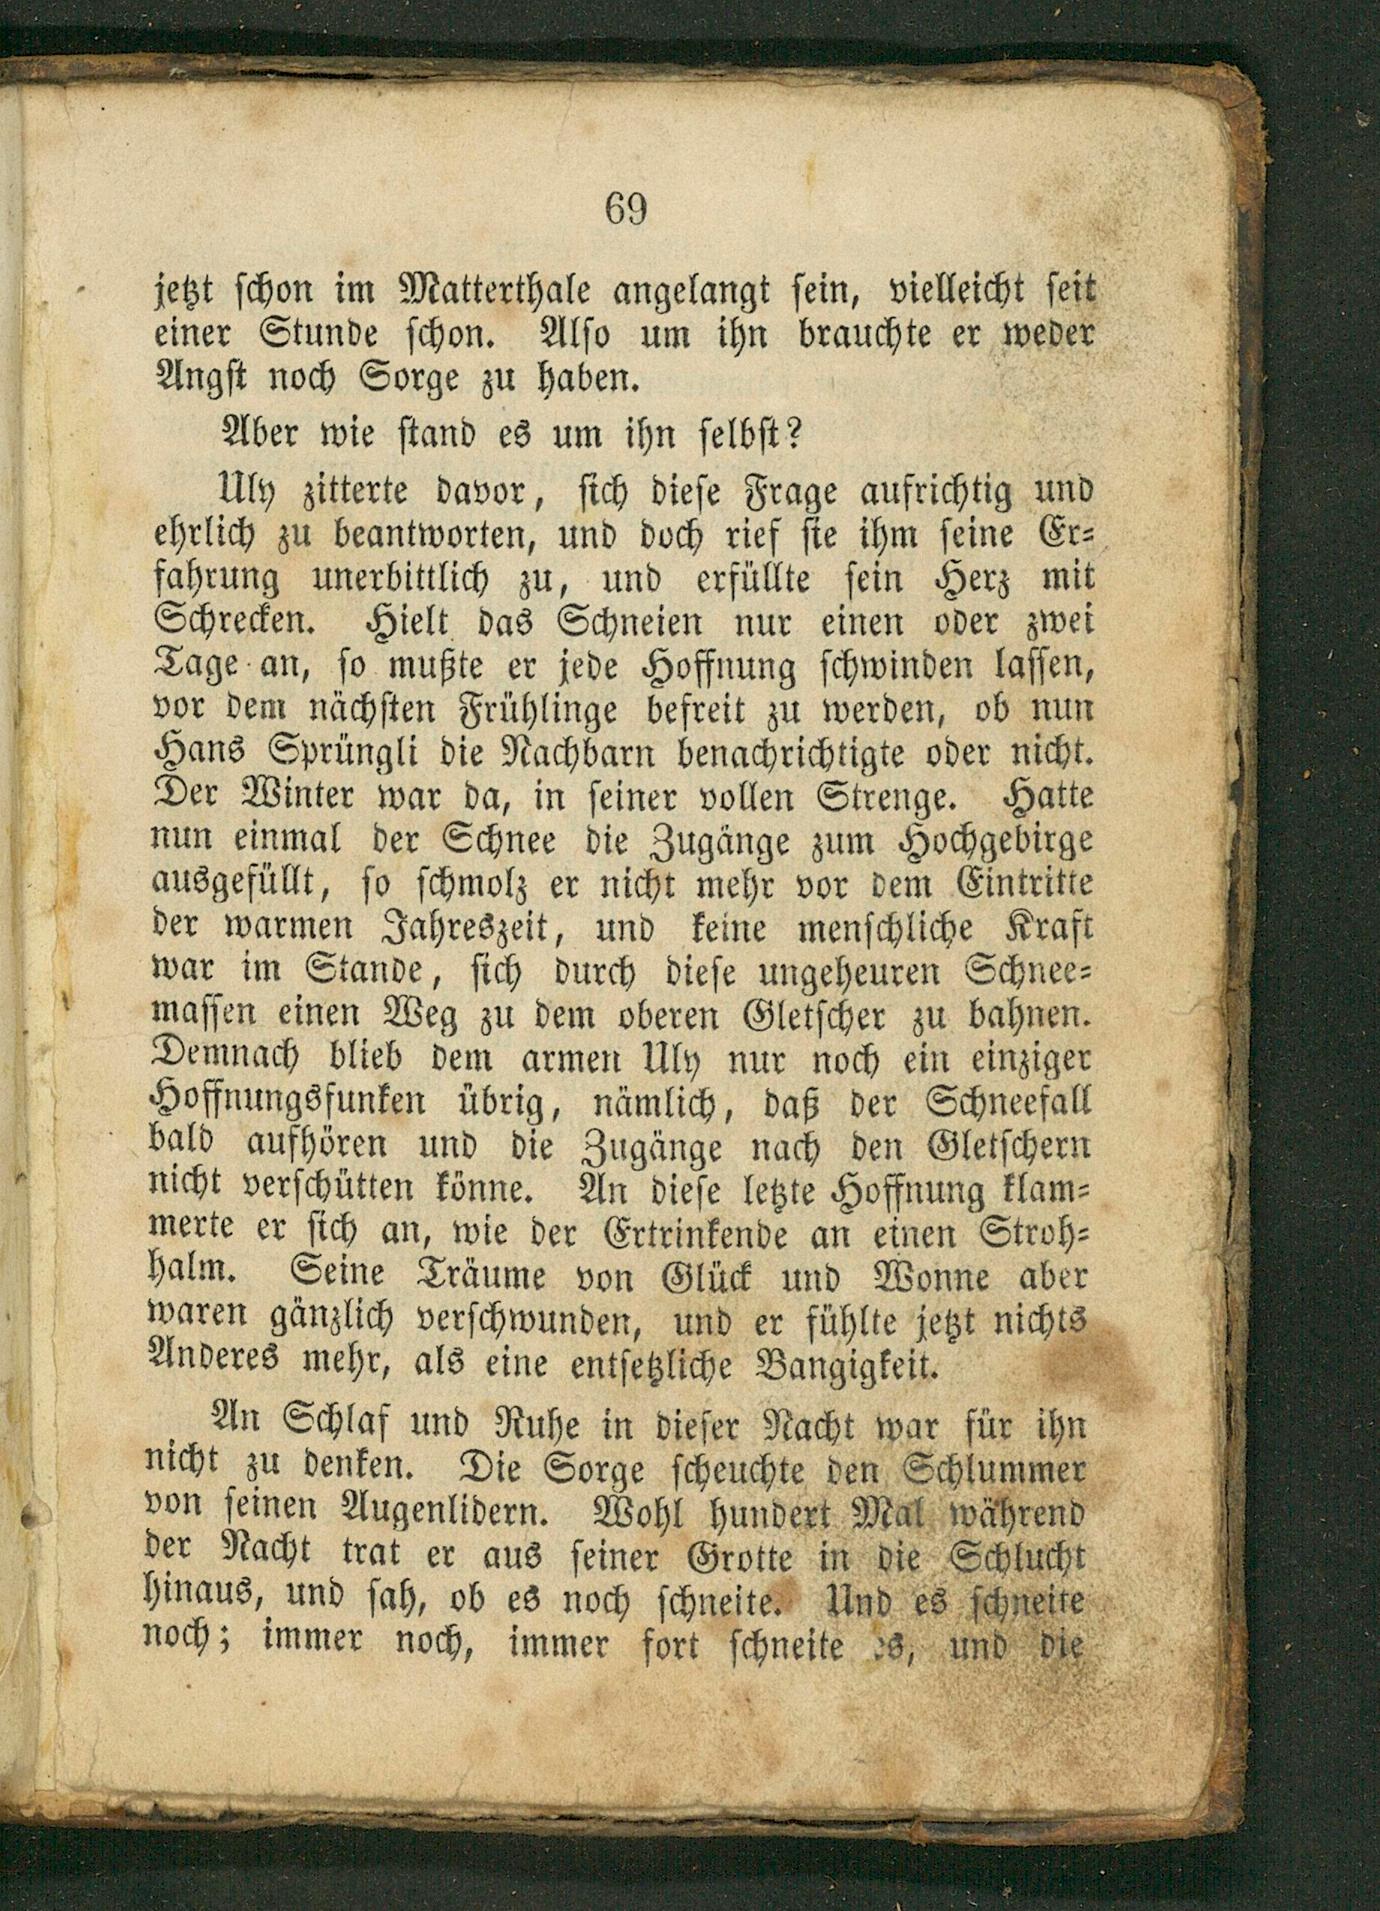 69
jetzt schon im Matterthale angelangt sein, vielleicht seit
einer Stunde schon. Also um ihn brauchte er weder
Angst noch Sorge zu haben.
Aber wie stand es um ihn selbst?
Uly zitterte davor, sich diese Frage aufrichtig und
ehrlich zu beantworten, und doch rief sie ihm seine Er=
fahrung unerbittlich zu, und erfüllte sein Herz mit
Schrecken. Hielt das Schneien nur einen oder zwei
Tage an, so mußte er jede Hoffnung schwinden lassen,
vor dem nächsten Frühlinge befreit zu werden, ob nun
Hans Sprüngli die Nachbarn benachrichtigte oder nicht.
Der Winter war da, in seiner vollen Strenge. Hatte
nun einmal der Schnee die Zugänge zum Hochgebirge
ausgefüllt, so schmolz er nicht mehr vor dem Eintritte
der warmen Jahreszeit, und keine menschliche Kraft
war im Stande, sich durch diese ungeheuren Schnee=
massen einen Weg zu dem oberen Gletscher zu bahnen.
Demnach blieb dem armen Uly nur noch ein einziger
Hoffnungsfunken übrig, nämlich, daß der Schneefall
bald aufhören und die Zugänge nach den Gletschern
nicht verschütten könne. An diese letzte Hoffnung klam=
merte er sich an, wie der Ertrinkende an einen Stroh=
halm. Seine Träume von Glück und Wonne aber
waren gänzlich verschwunden, und er fühlte jetzt nichts
Anderes mehr, als eine entsetzliche Bangigkeit.
An Schlaf und Ruhe in dieser Nacht war für ihn
nicht zu denken. Die Sorge scheuchte den Schlummer
von seinen Augenlidern. Wohl hundert Mal während
der Nacht trat er aus seiner Grotte in die Schlucht
hinaus, und sah, ob es noch schneite. Und es schneite
noch; immer noch, immer fort schneite es, und die